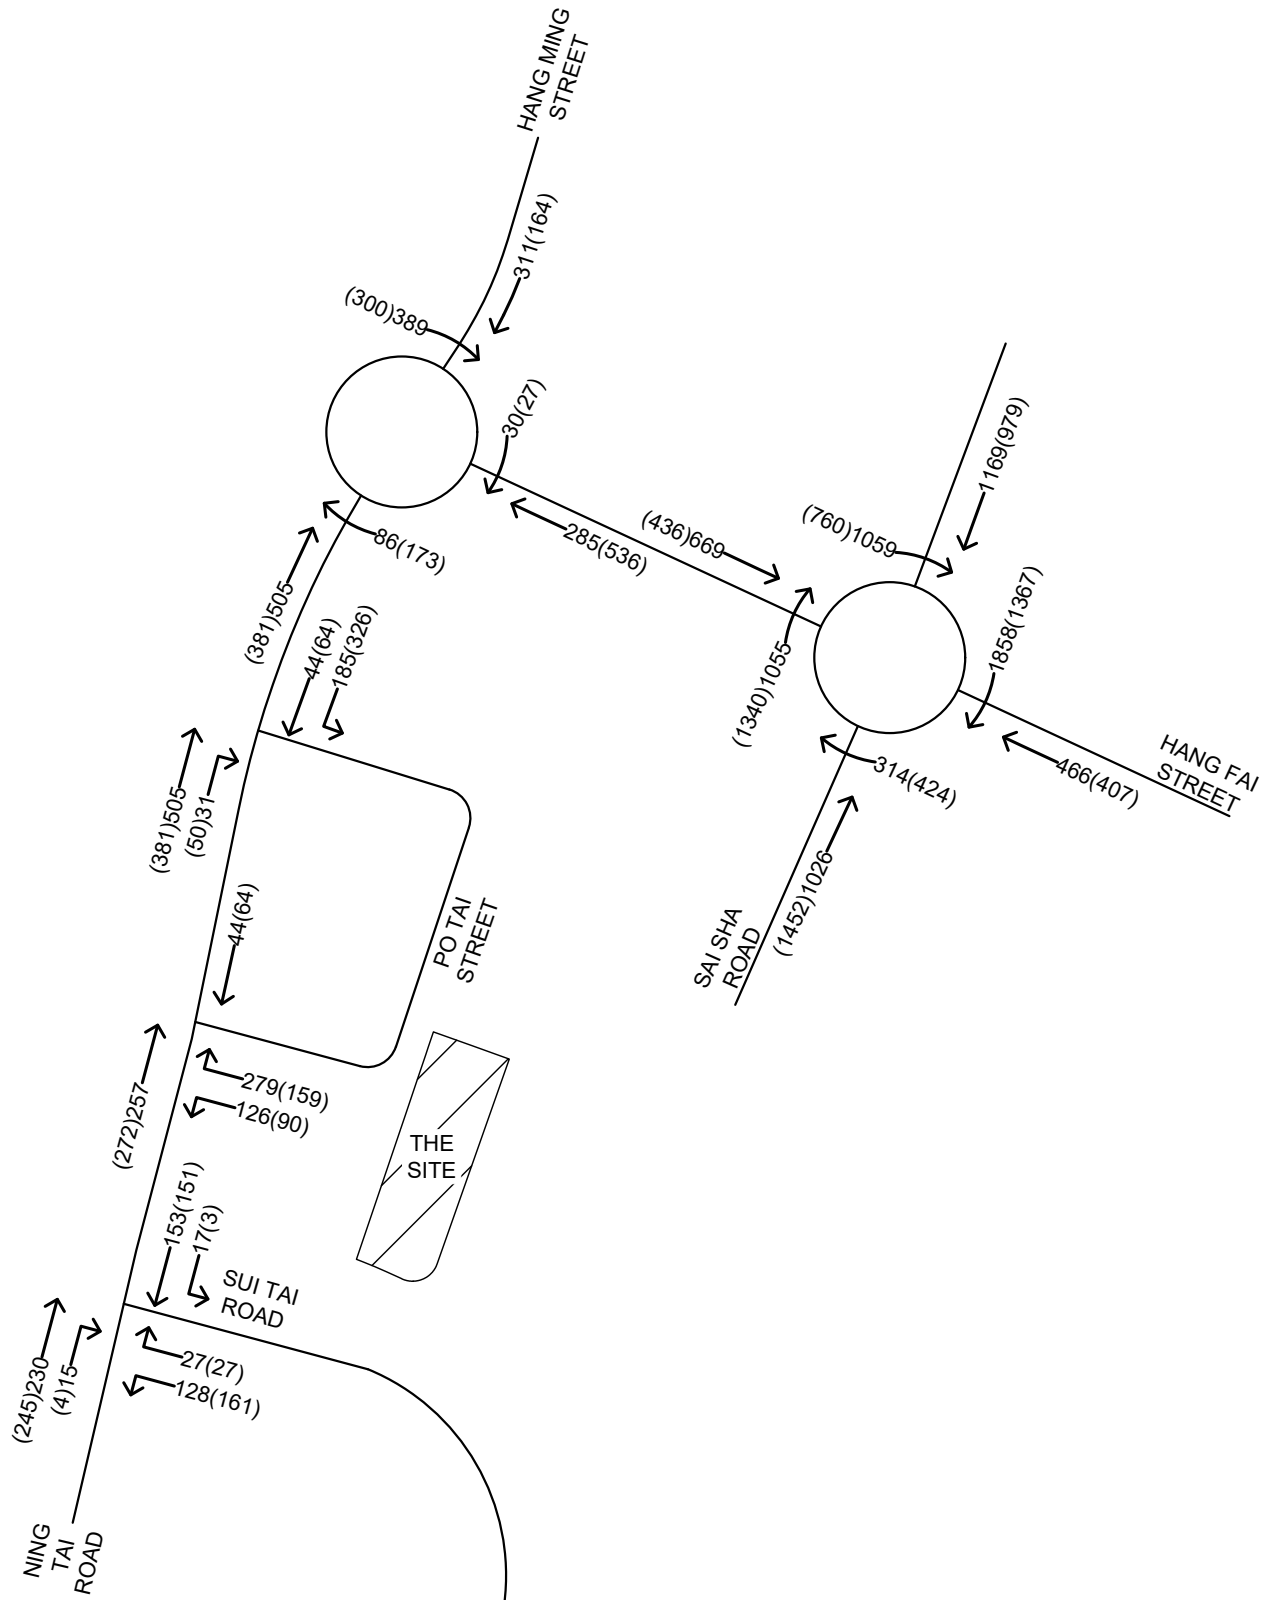 HANG MING
STREET
311(164)
(300)389
30(27)
86(173)
285(536)
(436)669
1169(979)
(760)1059
1858(1367)
(1340)1055
314(424)
466(407)
HANG FAI
STREET
(381)505
44(64)
185(326)
(381)505
(50)31
44(64)
PO TAI
STREET
SAI SHA
ROAD
(1452)1026
279(159)
126(90)
(272)257
THE
SITE
153(151)
17(3)
SUI TAI
ROAD
(245)230
(4)15
27(27)
128(161)
NING
TAI
ROAD